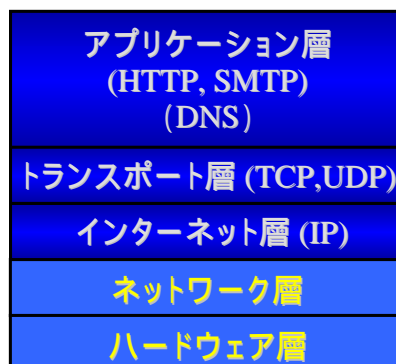 アプリケーション層
(HTTP, SMTP)
(DNS)
トランスポート層 (TCP,UDP)
インターネット層 (IP)
ネットワーク層
ハードウェア層